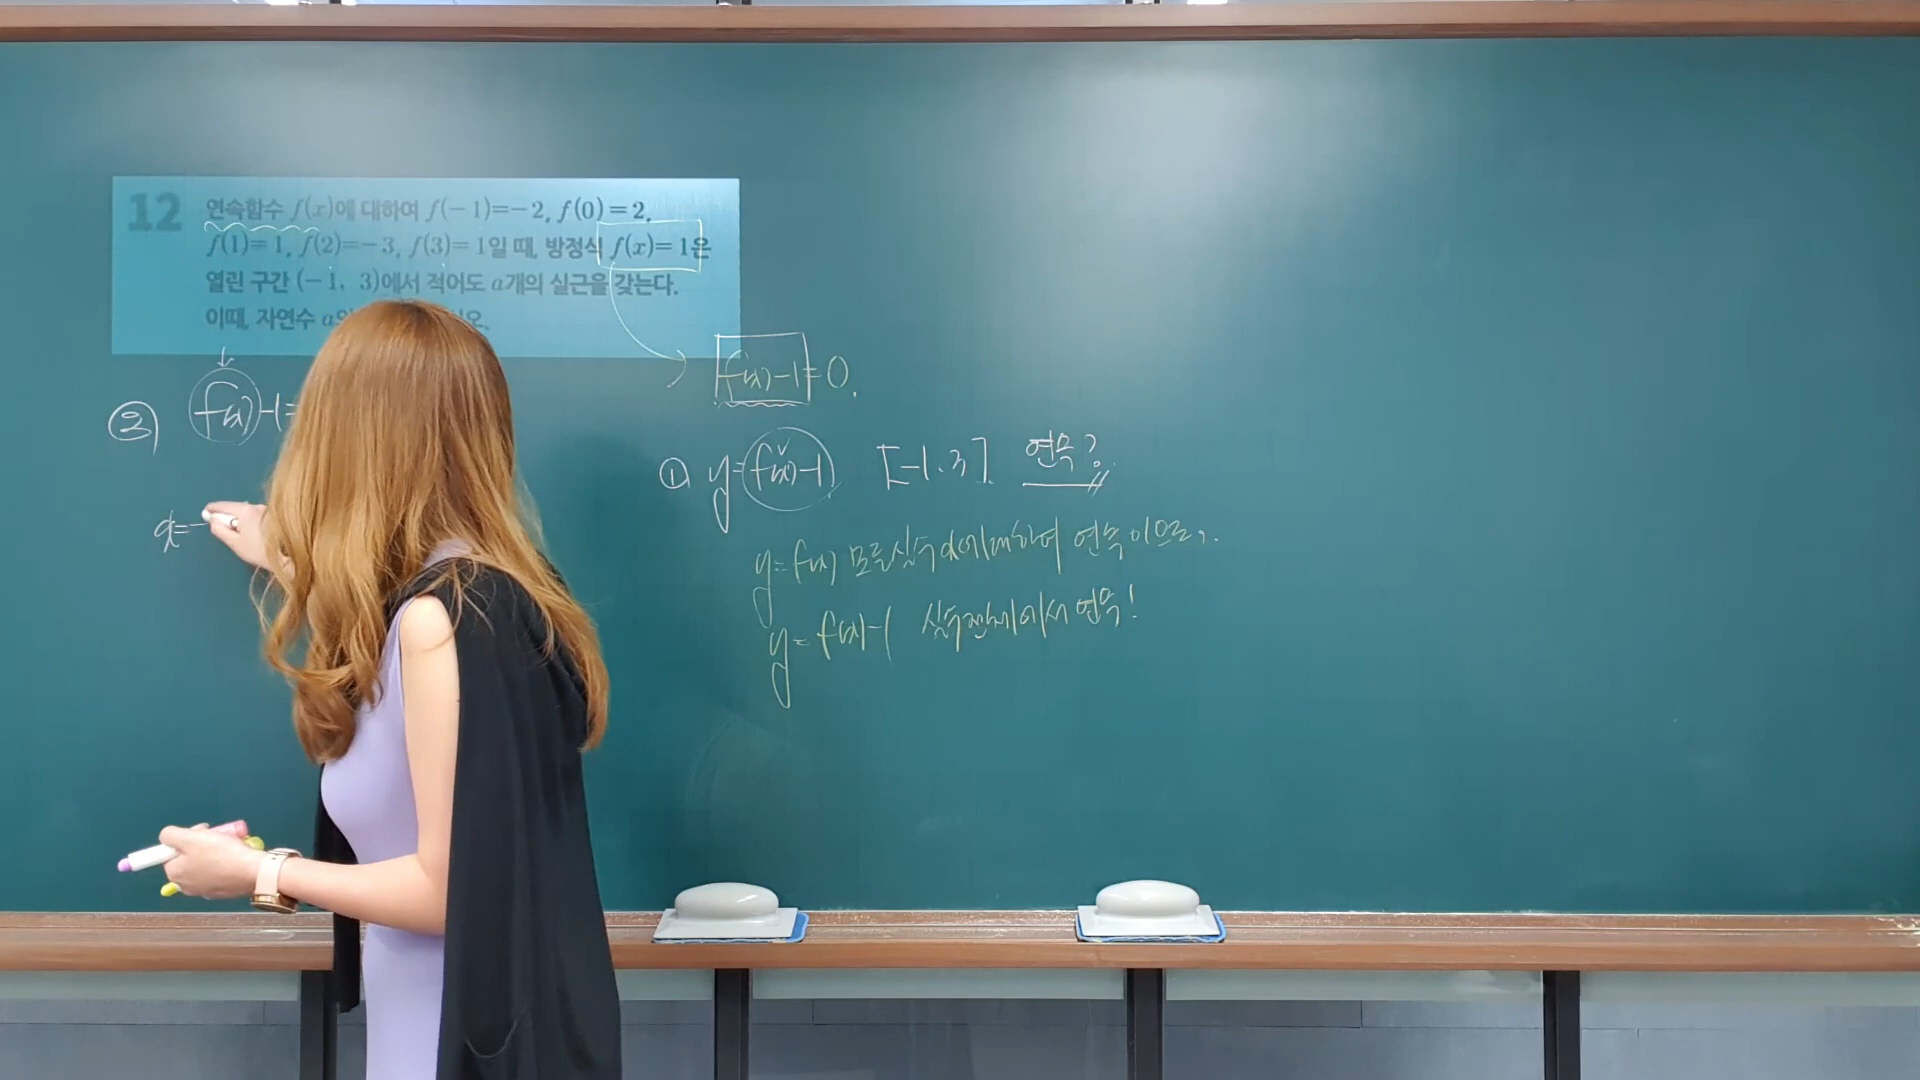 12 연속함수 f(x)에 대하여 f(−1)=−2, f(0)=2,
f(1)=1, f(2)=−3, f(3)=1일 때, 방정식 f(x)=1은
열린 구간 (−1, 3)에서 적어도 a개의 실근을 갖는다.
이때, 자연수 a의 오.
f(x)-1=0.
① y=f(x)-1 [-1, 3] 연속?
y=f(x) 모든 실수 x에 대하여 연속이므로,
y=f(x)-1 실수 전체에서 연속!
② f(x)-1=
x=-